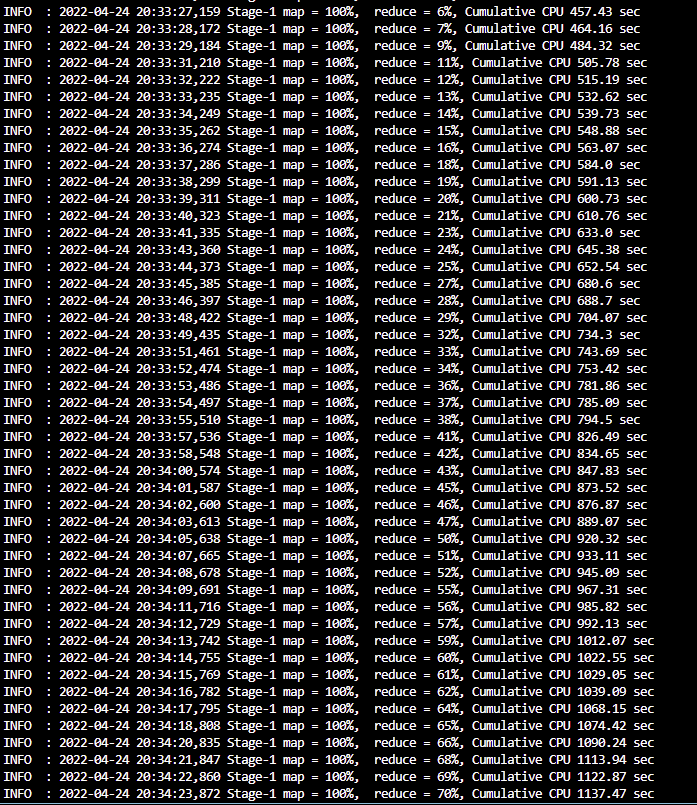 INFO  : 2022-04-24 20:33:27,159 Stage-1 map = 100%,  reduce = 6%, Cumulative CPU 457.43 sec
INFO  : 2022-04-24 20:33:28,172 Stage-1 map = 100%,  reduce = 7%, Cumulative CPU 464.16 sec
INFO  : 2022-04-24 20:33:29,184 Stage-1 map = 100%,  reduce = 9%, Cumulative CPU 484.32 sec
INFO  : 2022-04-24 20:33:31,210 Stage-1 map = 100%,  reduce = 11%, Cumulative CPU 505.78 sec
INFO  : 2022-04-24 20:33:32,222 Stage-1 map = 100%,  reduce = 12%, Cumulative CPU 515.19 sec
INFO  : 2022-04-24 20:33:33,235 Stage-1 map = 100%,  reduce = 13%, Cumulative CPU 532.62 sec
INFO  : 2022-04-24 20:33:34,249 Stage-1 map = 100%,  reduce = 14%, Cumulative CPU 539.73 sec
INFO  : 2022-04-24 20:33:35,262 Stage-1 map = 100%,  reduce = 15%, Cumulative CPU 548.88 sec
INFO  : 2022-04-24 20:33:36,274 Stage-1 map = 100%,  reduce = 16%, Cumulative CPU 563.07 sec
INFO  : 2022-04-24 20:33:37,286 Stage-1 map = 100%,  reduce = 18%, Cumulative CPU 584.0 sec
INFO  : 2022-04-24 20:33:38,299 Stage-1 map = 100%,  reduce = 19%, Cumulative CPU 591.13 sec
INFO  : 2022-04-24 20:33:39,311 Stage-1 map = 100%,  reduce = 20%, Cumulative CPU 600.73 sec
INFO  : 2022-04-24 20:33:40,323 Stage-1 map = 100%,  reduce = 21%, Cumulative CPU 610.76 sec
INFO  : 2022-04-24 20:33:41,335 Stage-1 map = 100%,  reduce = 23%, Cumulative CPU 633.0 sec
INFO  : 2022-04-24 20:33:43,360 Stage-1 map = 100%,  reduce = 24%, Cumulative CPU 645.38 sec
INFO  : 2022-04-24 20:33:44,373 Stage-1 map = 100%,  reduce = 25%, Cumulative CPU 652.54 sec
INFO  : 2022-04-24 20:33:45,385 Stage-1 map = 100%,  reduce = 27%, Cumulative CPU 680.6 sec
INFO  : 2022-04-24 20:33:46,397 Stage-1 map = 100%,  reduce = 28%, Cumulative CPU 688.7 sec
INFO  : 2022-04-24 20:33:48,422 Stage-1 map = 100%,  reduce = 29%, Cumulative CPU 704.07 sec
INFO  : 2022-04-24 20:33:49,435 Stage-1 map = 100%,  reduce = 32%, Cumulative CPU 734.3 sec
INFO  : 2022-04-24 20:33:51,461 Stage-1 map = 100%,  reduce = 33%, Cumulative CPU 743.69 sec
INFO  : 2022-04-24 20:33:52,474 Stage-1 map = 100%,  reduce = 34%, Cumulative CPU 753.42 sec
INFO  : 2022-04-24 20:33:53,486 Stage-1 map = 100%,  reduce = 36%, Cumulative CPU 781.86 sec
INFO  : 2022-04-24 20:33:54,497 Stage-1 map = 100%,  reduce = 37%, Cumulative CPU 785.09 sec
INFO  : 2022-04-24 20:33:55,510 Stage-1 map = 100%,  reduce = 38%, Cumulative CPU 794.5 sec
INFO  : 2022-04-24 20:33:57,536 Stage-1 map = 100%,  reduce = 41%, Cumulative CPU 826.49 sec
INFO  : 2022-04-24 20:33:58,548 Stage-1 map = 100%,  reduce = 42%, Cumulative CPU 834.65 sec
INFO  : 2022-04-24 20:34:00,574 Stage-1 map = 100%,  reduce = 43%, Cumulative CPU 847.83 sec
INFO  : 2022-04-24 20:34:01,587 Stage-1 map = 100%,  reduce = 45%, Cumulative CPU 873.52 sec
INFO  : 2022-04-24 20:34:02,600 Stage-1 map = 100%,  reduce = 46%, Cumulative CPU 876.87 sec
INFO  : 2022-04-24 20:34:03,613 Stage-1 map = 100%,  reduce = 47%, Cumulative CPU 889.07 sec
INFO  : 2022-04-24 20:34:05,638 Stage-1 map = 100%,  reduce = 50%, Cumulative CPU 920.32 sec
INFO  : 2022-04-24 20:34:07,665 Stage-1 map = 100%,  reduce = 51%, Cumulative CPU 933.11 sec
INFO  : 2022-04-24 20:34:08,678 Stage-1 map = 100%,  reduce = 52%, Cumulative CPU 945.09 sec
INFO  : 2022-04-24 20:34:09,691 Stage-1 map = 100%,  reduce = 55%, Cumulative CPU 967.31 sec
INFO  : 2022-04-24 20:34:11,716 Stage-1 map = 100%,  reduce = 56%, Cumulative CPU 985.82 sec
INFO  : 2022-04-24 20:34:12,729 Stage-1 map = 100%,  reduce = 57%, Cumulative CPU 992.13 sec
INFO  : 2022-04-24 20:34:13,742 Stage-1 map = 100%,  reduce = 59%, Cumulative CPU 1012.07 sec
INFO  : 2022-04-24 20:34:14,755 Stage-1 map = 100%,  reduce = 60%, Cumulative CPU 1022.55 sec
INFO  : 2022-04-24 20:34:15,769 Stage-1 map = 100%,  reduce = 61%, Cumulative CPU 1029.05 sec
INFO  : 2022-04-24 20:34:16,782 Stage-1 map = 100%,  reduce = 62%, Cumulative CPU 1039.09 sec
INFO  : 2022-04-24 20:34:17,795 Stage-1 map = 100%,  reduce = 64%, Cumulative CPU 1068.15 sec
INFO  : 2022-04-24 20:34:18,808 Stage-1 map = 100%,  reduce = 65%, Cumulative CPU 1074.42 sec
INFO  : 2022-04-24 20:34:20,835 Stage-1 map = 100%,  reduce = 66%, Cumulative CPU 1090.24 sec
INFO  : 2022-04-24 20:34:21,847 Stage-1 map = 100%,  reduce = 68%, Cumulative CPU 1113.94 sec
INFO  : 2022-04-24 20:34:22,860 Stage-1 map = 100%,  reduce = 69%, Cumulative CPU 1122.87 sec
INFO  : 2022-04-24 20:34:23,872 Stage-1 map = 100%,  reduce = 70%, Cumulative CPU 1137.47 sec